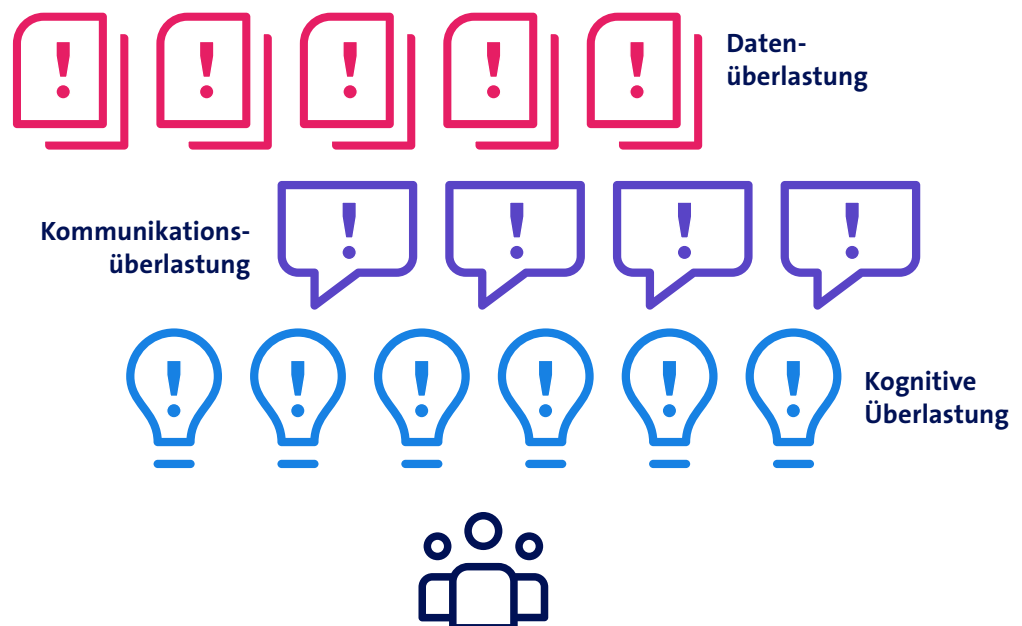 Daten-
überlastung
Kommunikations-
überlastung
Kognitive
Überlastung